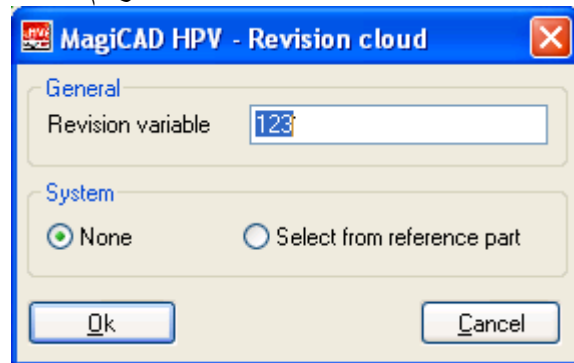 MagiCAD HPV - Revision cloud
General
Revision variable 123
System
None Select from reference part
Ok Cancel